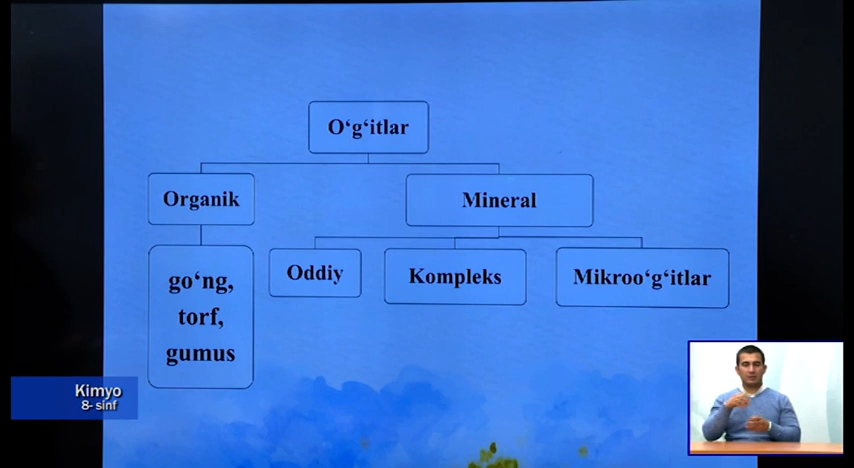 O‘g‘itlar
Organik
Mineral
go‘ng,
torf,
gumus
Oddiy
Kompleks
Mikroo‘g‘itlar
Kimyo
8- sinf